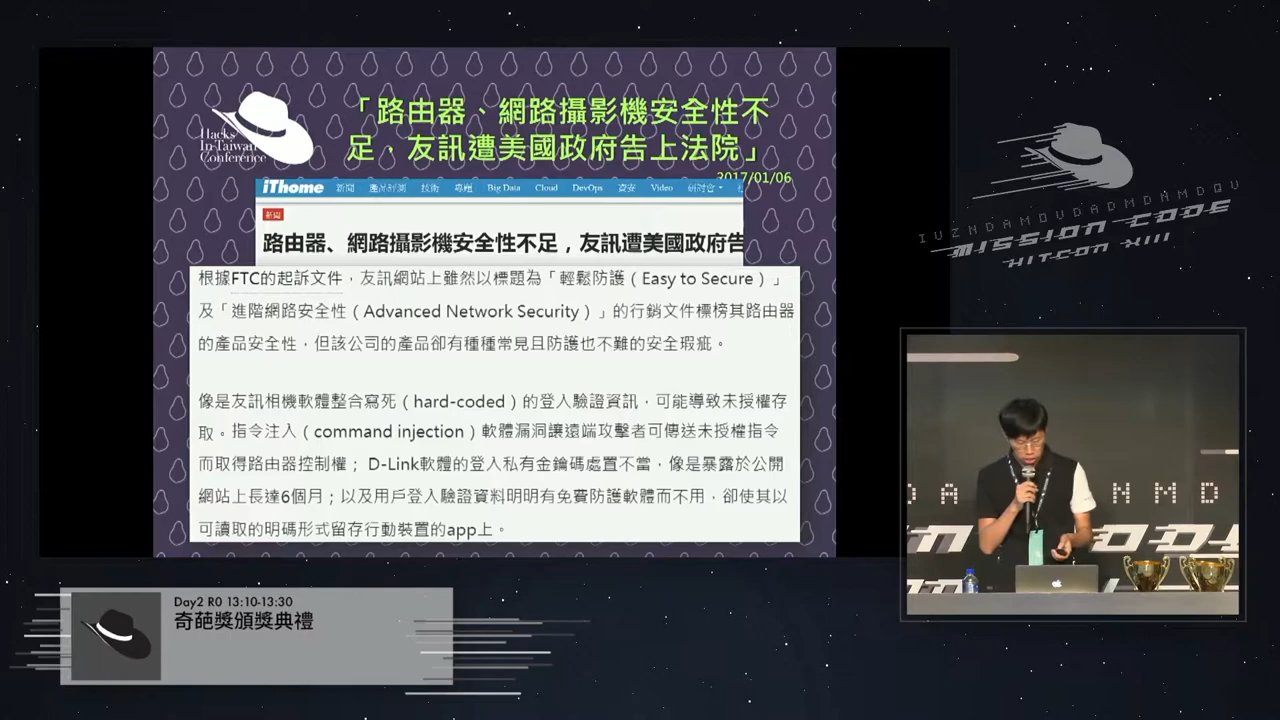 Hacks
In Taiwan
Conference
「路由器、網路攝影機安全性不
足，友訊遭美國政府告上法院」
2017/01/06
iThome 新聞 產品評測 技術 專題 Big Data Cloud DevOps 資安 Video 研討會
新聞
路由器、網路攝影機安全性不足，友訊遭美國政府告
根據FTC的起訴文件，友訊網站上雖然以標題為「輕鬆防護（Easy to Secure）」
及「進階網路安全性（Advanced Network Security）」的行銷文件標榜其路由器
的產品安全性，但該公司的產品卻有種種常見且防護也不難的安全瑕疵。
像是友訊相機軟體整合寫死（hard-coded）的登入驗證資訊，可能導致未授權存
取。指令注入（command injection）軟體漏洞讓遠端攻擊者可傳送未授權指令
而取得路由器控制權； D-Link軟體的登入私有金鑰碼處置不當，像是暴露於公開
網站上長達6個月；以及用戶登入驗證資料明明有免費防護軟體而不用，卻使其以
可讀取的明碼形式留存行動裝置的app上。
IUZNDAMOVDADMDNMDQV
MISSION CODE
HITCON XIII
DA NMD
Day2 R0 13:10-13:30
奇葩獎頒獎典禮